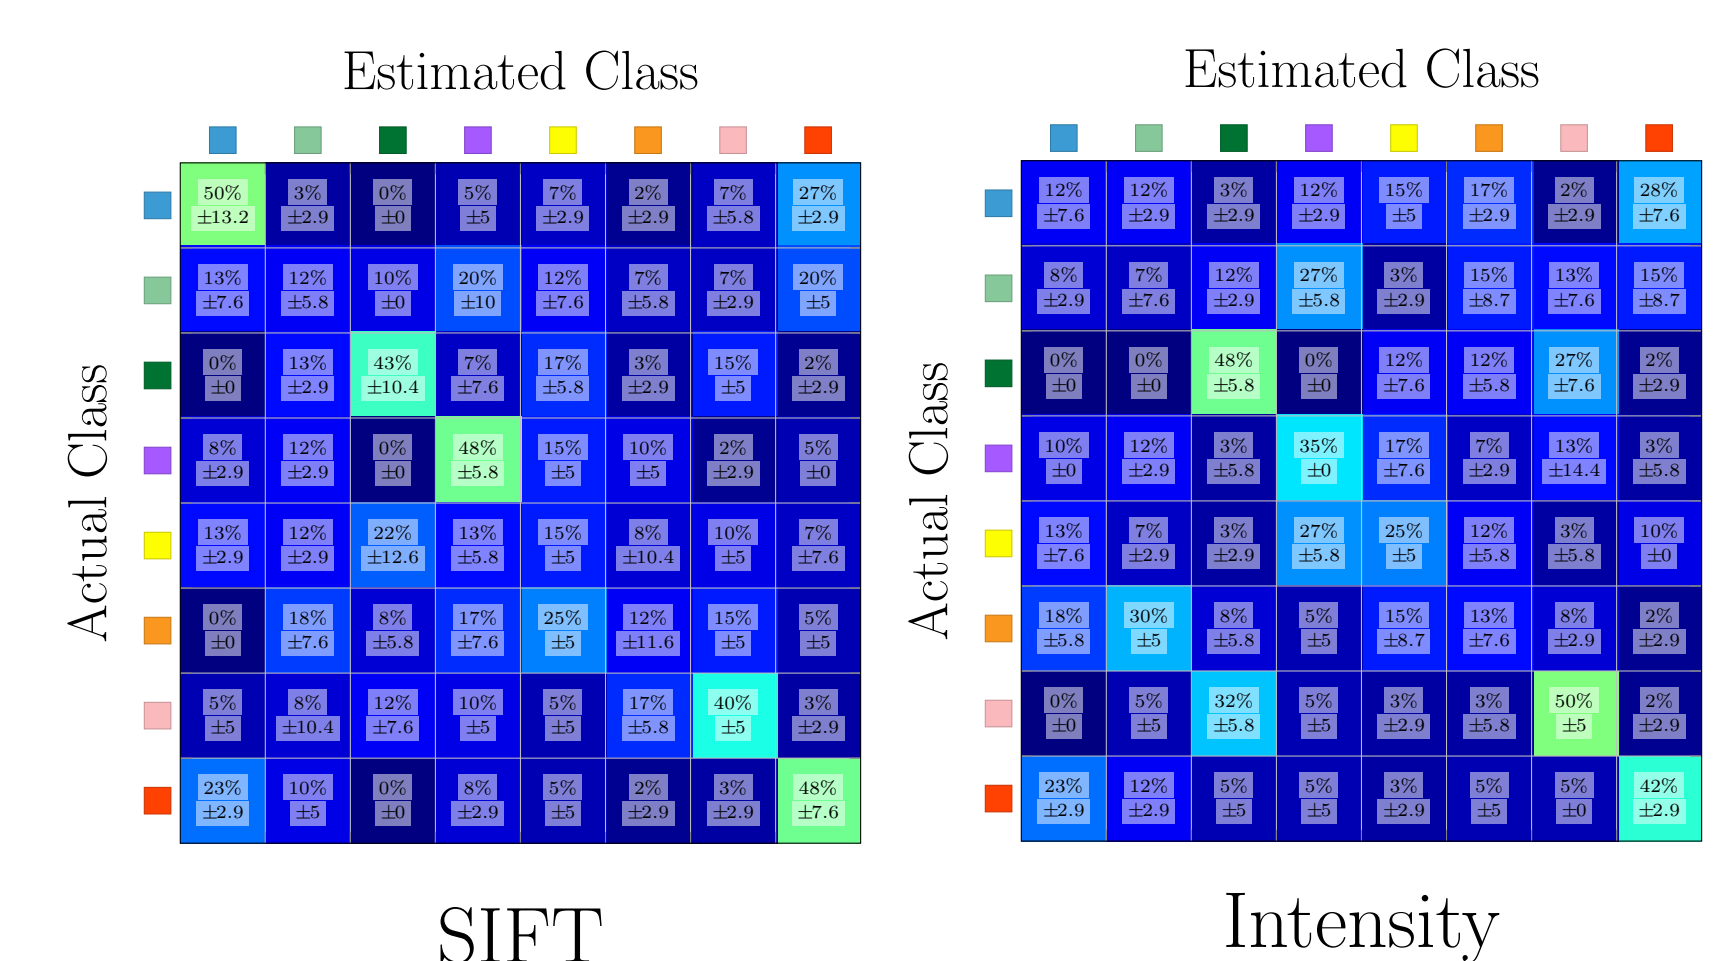 Estimated Class
Actual Class
50% 3% 0% 5% 7% 2% 7% 27%
±13.2 ±2.9 ±0 ±5 ±2.9 ±2.9 ±5.8 ±2.9
13% 12% 10% 20% 12% 7% 7% 20%
±7.6 ±5.8 ±0 ±10 ±7.6 ±5.8 ±2.9 ±5
0% 13% 43% 7% 17% 3% 15% 2%
±0 ±2.9 ±10.4 ±7.6 ±5.8 ±2.9 ±5 ±2.9
8% 12% 0% 48% 15% 10% 2% 5%
±2.9 ±2.9 ±0 ±5.8 ±5 ±5 ±2.9 ±0
13% 12% 22% 13% 15% 8% 10% 7%
±2.9 ±2.9 ±12.6 ±5.8 ±5 ±10.4 ±5 ±7.6
0% 18% 8% 17% 25% 12% 15% 5%
±0 ±7.6 ±5.8 ±7.6 ±5 ±11.6 ±5 ±5
5% 8% 12% 10% 5% 17% 40% 3%
±5 ±10.4 ±7.6 ±5 ±5 ±5.8 ±5 ±2.9
23% 10% 0% 8% 5% 2% 3% 48%
±2.9 ±5 ±0 ±2.9 ±5 ±2.9 ±2.9 ±7.6
SIFT
Estimated Class
Actual Class
12% 12% 3% 12% 15% 17% 2% 28%
±7.6 ±2.9 ±2.9 ±2.9 ±5 ±2.9 ±2.9 ±7.6
8% 7% 12% 27% 3% 15% 13% 15%
±2.9 ±7.6 ±2.9 ±5.8 ±2.9 ±8.7 ±7.6 ±8.7
0% 0% 48% 0% 12% 12% 27% 2%
±0 ±0 ±5.8 ±0 ±7.6 ±5.8 ±7.6 ±2.9
10% 12% 3% 35% 17% 7% 13% 3%
±0 ±2.9 ±5.8 ±0 ±7.6 ±2.9 ±14.4 ±5.8
13% 7% 3% 27% 25% 12% 3% 10%
±7.6 ±2.9 ±2.9 ±5.8 ±5 ±5.8 ±5.8 ±0
18% 30% 8% 5% 15% 13% 8% 2%
±5.8 ±5 ±5.8 ±5 ±8.7 ±7.6 ±2.9 ±2.9
0% 5% 32% 5% 3% 3% 50% 2%
±0 ±5 ±5.8 ±5 ±2.9 ±5.8 ±5 ±2.9
23% 12% 5% 5% 3% 5% 5% 42%
±2.9 ±2.9 ±5 ±5 ±2.9 ±5 ±0 ±2.9
Intensity